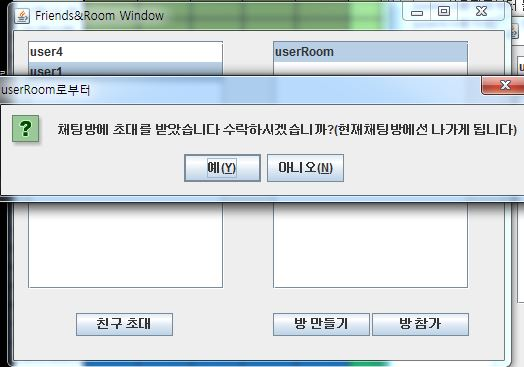 Friends&Room Window
user4
userRoom
user1
userRoom로부터
채팅방에 초대를 받았습니다 수락하시겠습니까?(현재채팅방에선 나가게 됩니다)
예(Y)
아니오(N)
친구 초대
방 만들기
방 참가